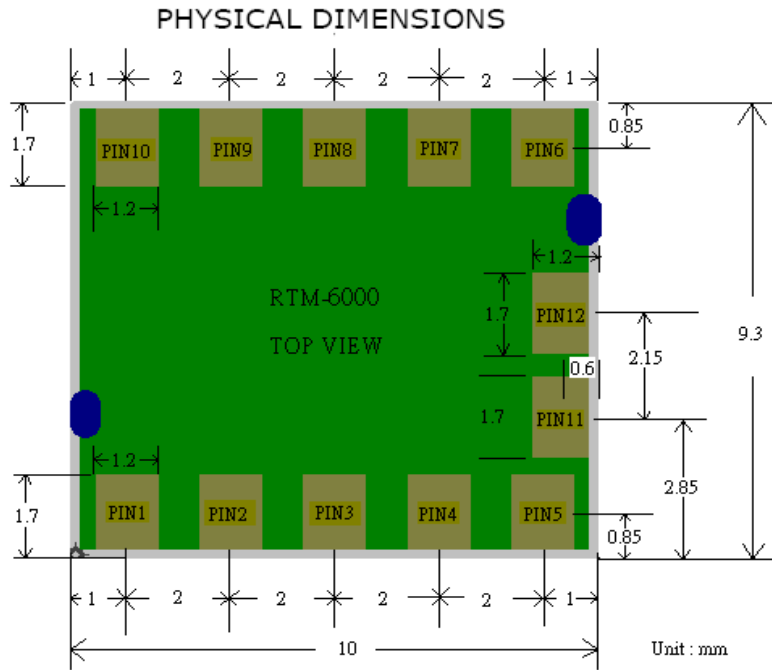 PHYSICAL DIMENSIONS
1 2 2 2 2 1
1.7 PIN10 PIN9 PIN8 PIN7 PIN6 0.85
1.2
1.2
RTM-6000
TOP VIEW
1.7 PIN12 9.3
2.15
0.6
1.7 PIN11
1.2
2.85
1.7 PIN1 PIN2 PIN3 PIN4 PIN5
0.85
1 2 2 2 2 1
10 Unit : mm